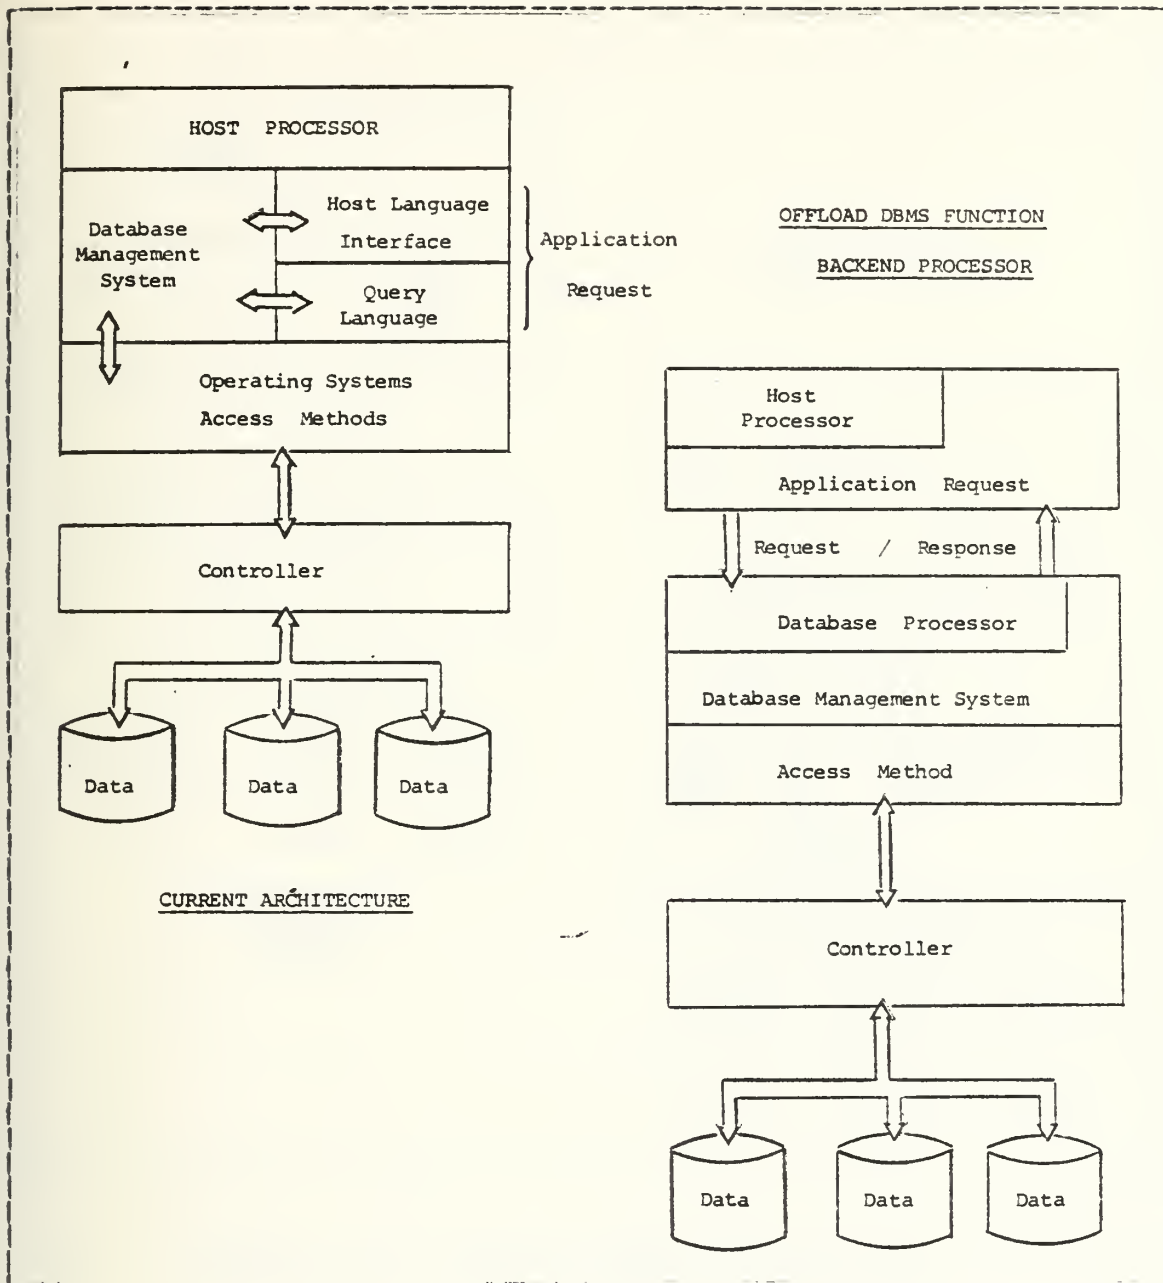 HOST PROCESSOR
Database
Management
System
Host Language
Interface
Query
Language
Application
Request
Operating Systems
Access Methods
Controller
Data
Data
Data
CURRENT ARCHITECTURE
OFFLOAD DBMS FUNCTION
BACKEND PROCESSOR
Host
Processor
Application Request
Request / Response
Database Processor
Database Management System
Access Method
Controller
Data
Data
Data